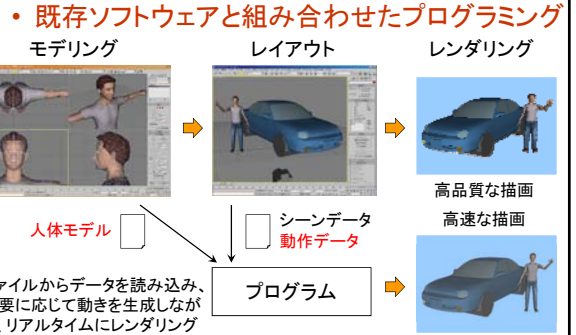 • 既存ソフトウェアと組み合わせたプログラミング
モデリング
レイアウト
レンダリング
高品質な描画
高速な描画
人体モデル
シーンデータ
動作データ
プログラム
ァイルからデータを読み込み、
要に応じて動きを生成しなが
リアルタイムにレンダリング